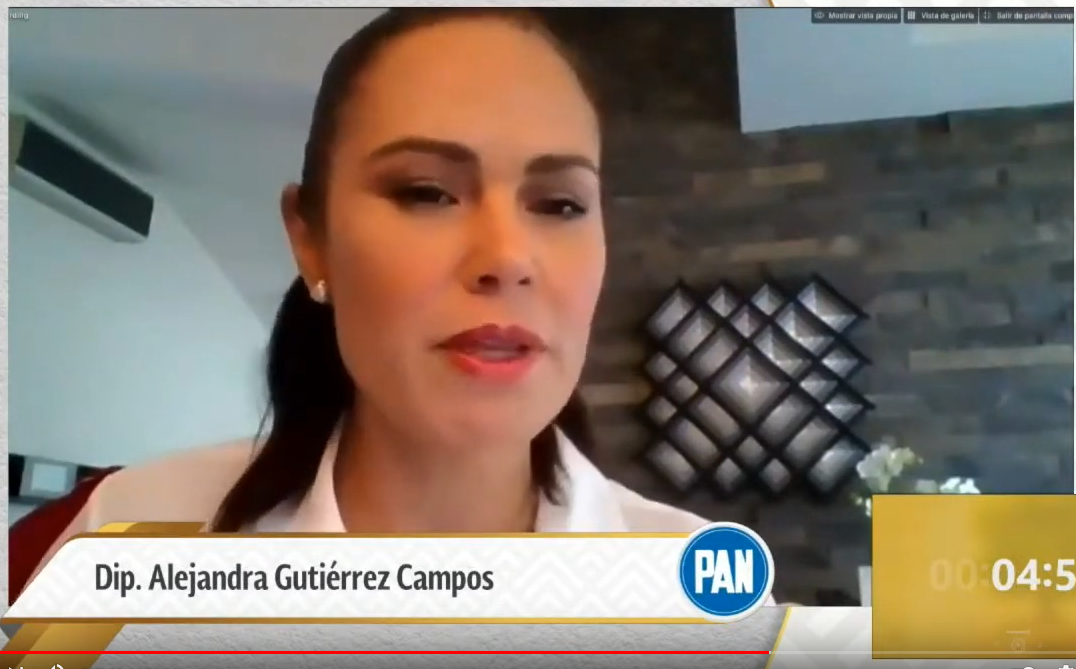 Mostrar vista propia
Vista de galería
Salir de pantalla comp
Dip. Alejandra Gutiérrez Campos
PAN
00:04:5